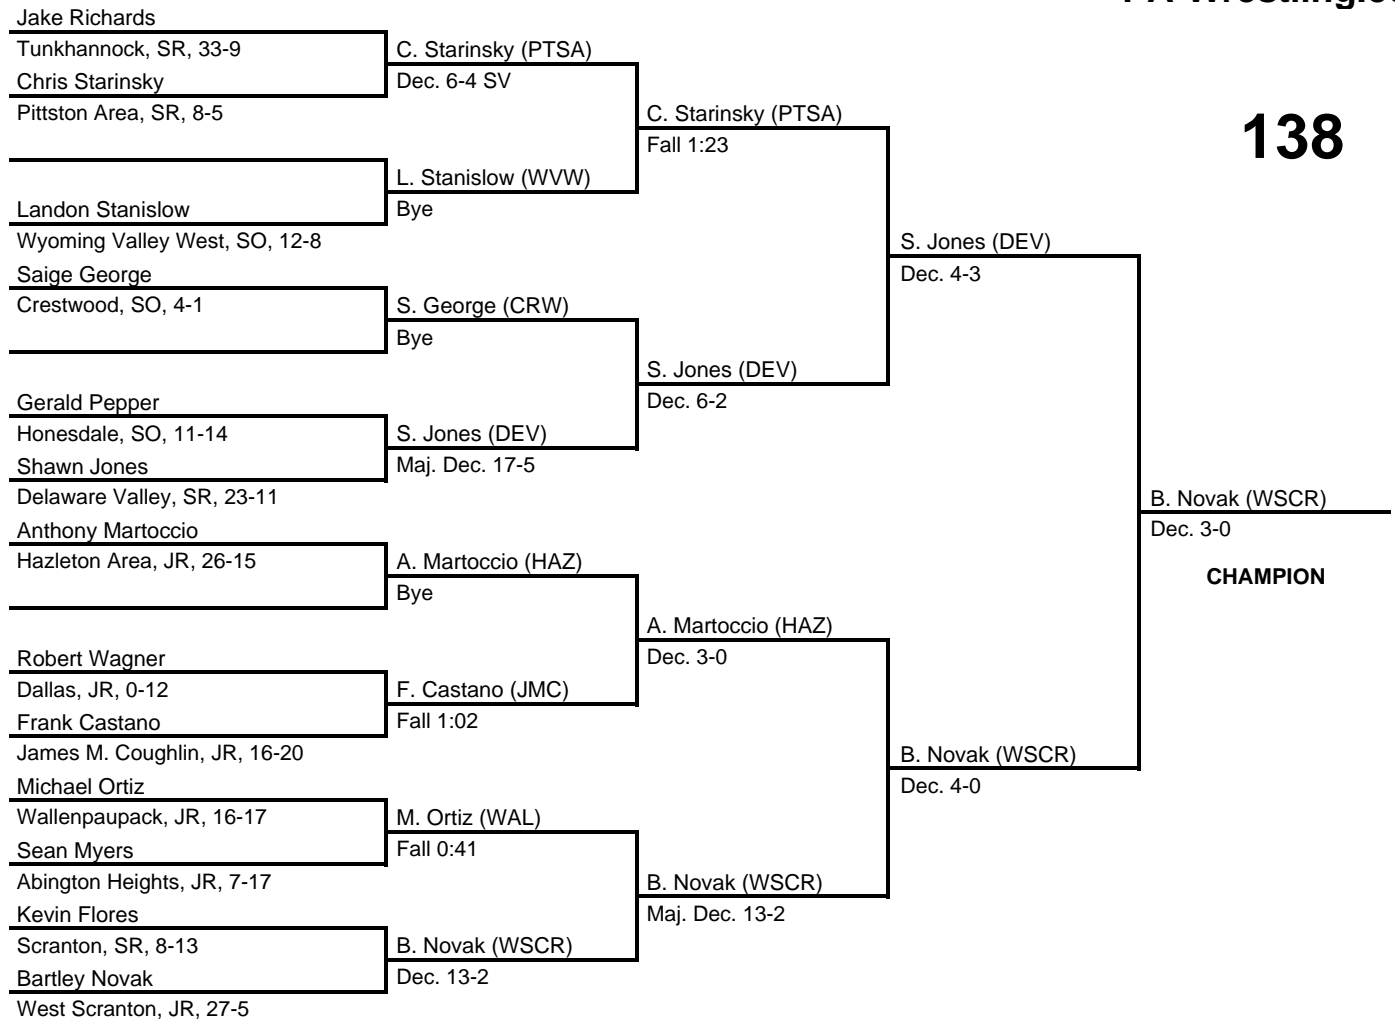 Jake Richards
Tunkhannock, SR, 33-9
Chris Starinsky
Pittston Area, SR, 8-5
Landon Stanislow
Wyoming Valley West, SO, 12-8
Saige George
Crestwood, SO, 4-1
Gerald Pepper
Honesdale, SO, 11-14
Shawn Jones
Delaware Valley, SR, 23-11
Anthony Martoccio
Hazleton Area, JR, 26-15
Robert Wagner
Dallas, JR, 0-12
Frank Castano
James M. Coughlin, JR, 16-20
Michael Ortiz
Wallenpaupack, JR, 16-17
Sean Myers
Abington Heights, JR, 7-17
Kevin Flores
Scranton, SR, 8-13
Bartley Novak
West Scranton, JR, 27-5
C. Starinsky (PTSA)
Dec. 6-4 SV
L. Stanislow (WVW)
Bye
S. George (CRW)
Bye
S. Jones (DEV)
Maj. Dec. 17-5
A. Martoccio (HAZ)
Bye
F. Castano (JMC)
Fall 1:02
M. Ortiz (WAL)
Fall 0:41
B. Novak (WSCR)
Dec. 13-2
C. Starinsky (PTSA)
Fall 1:23
S. Jones (DEV)
Dec. 6-2
A. Martoccio (HAZ)
Dec. 3-0
B. Novak (WSCR)
Maj. Dec. 13-2
S. Jones (DEV)
Dec. 4-3
B. Novak (WSCR)
Dec. 4-0
138
B. Novak (WSCR)
Dec. 3-0
CHAMPION